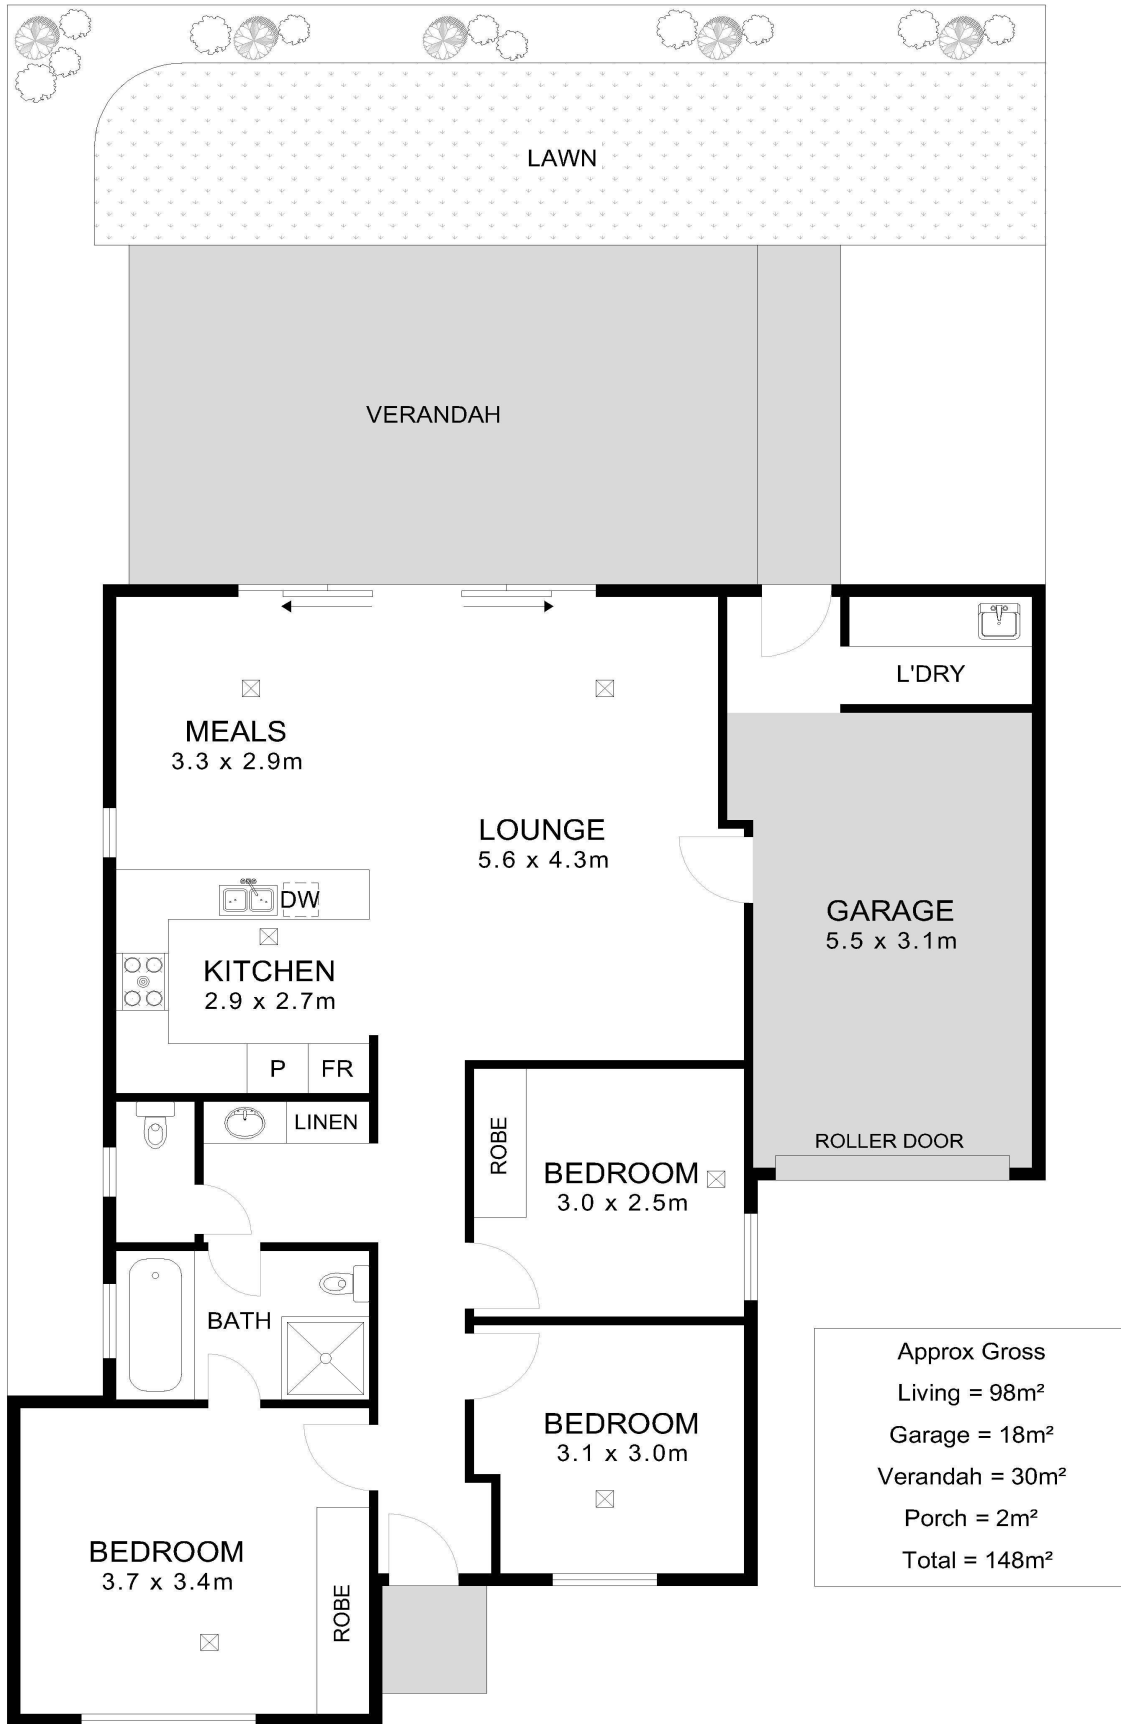 LAWN
VERANDAH
L'DRY
MEALS
3.3 x 2.9m
LOUNGE
5.6 x 4.3m
DW
GARAGE
5.5 x 3.1m
KITCHEN
2.9 x 2.7m
P
FR
LINEN
ROBE
ROLLER DOOR
BEDROOM
3.0 x 2.5m
BATH
BEDROOM
3.1 x 3.0m
BEDROOM
3.7 x 3.4m
ROBE
Approx Gross
Living = 98m²
Garage = 18m²
Verandah = 30m²
Porch = 2m²
Total = 148m²